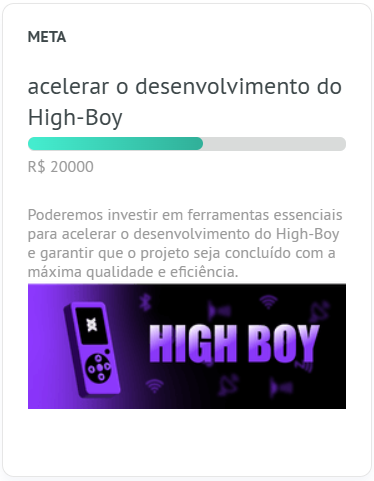 META
acelerar o desenvolvimento do
High-Boy
R$ 20000
Poderemos investir em ferramentas essenciais
para acelerar o desenvolvimento do High-Boy
e garantir que o projeto seja concluído com a
máxima qualidade e eficiência.
HIGH BOY